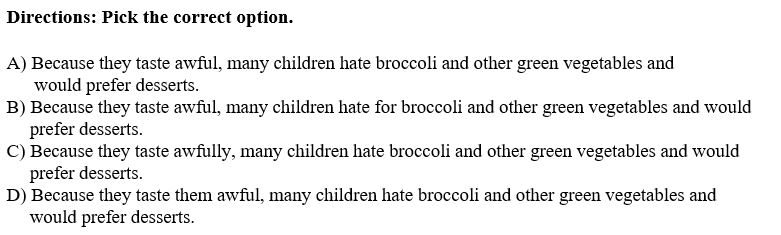 Directions: Pick the correct option.
A) Because they taste awful, many children hate broccoli and other green vegetables and
would prefer desserts.
B) Because they taste awful, many children hate for broccoli and other green vegetables and would
prefer desserts.
C) Because they taste awfully, many children hate broccoli and other green vegetables and would
prefer desserts.
D) Because they taste them awful, many children hate broccoli and other green vegetables and
would prefer desserts.